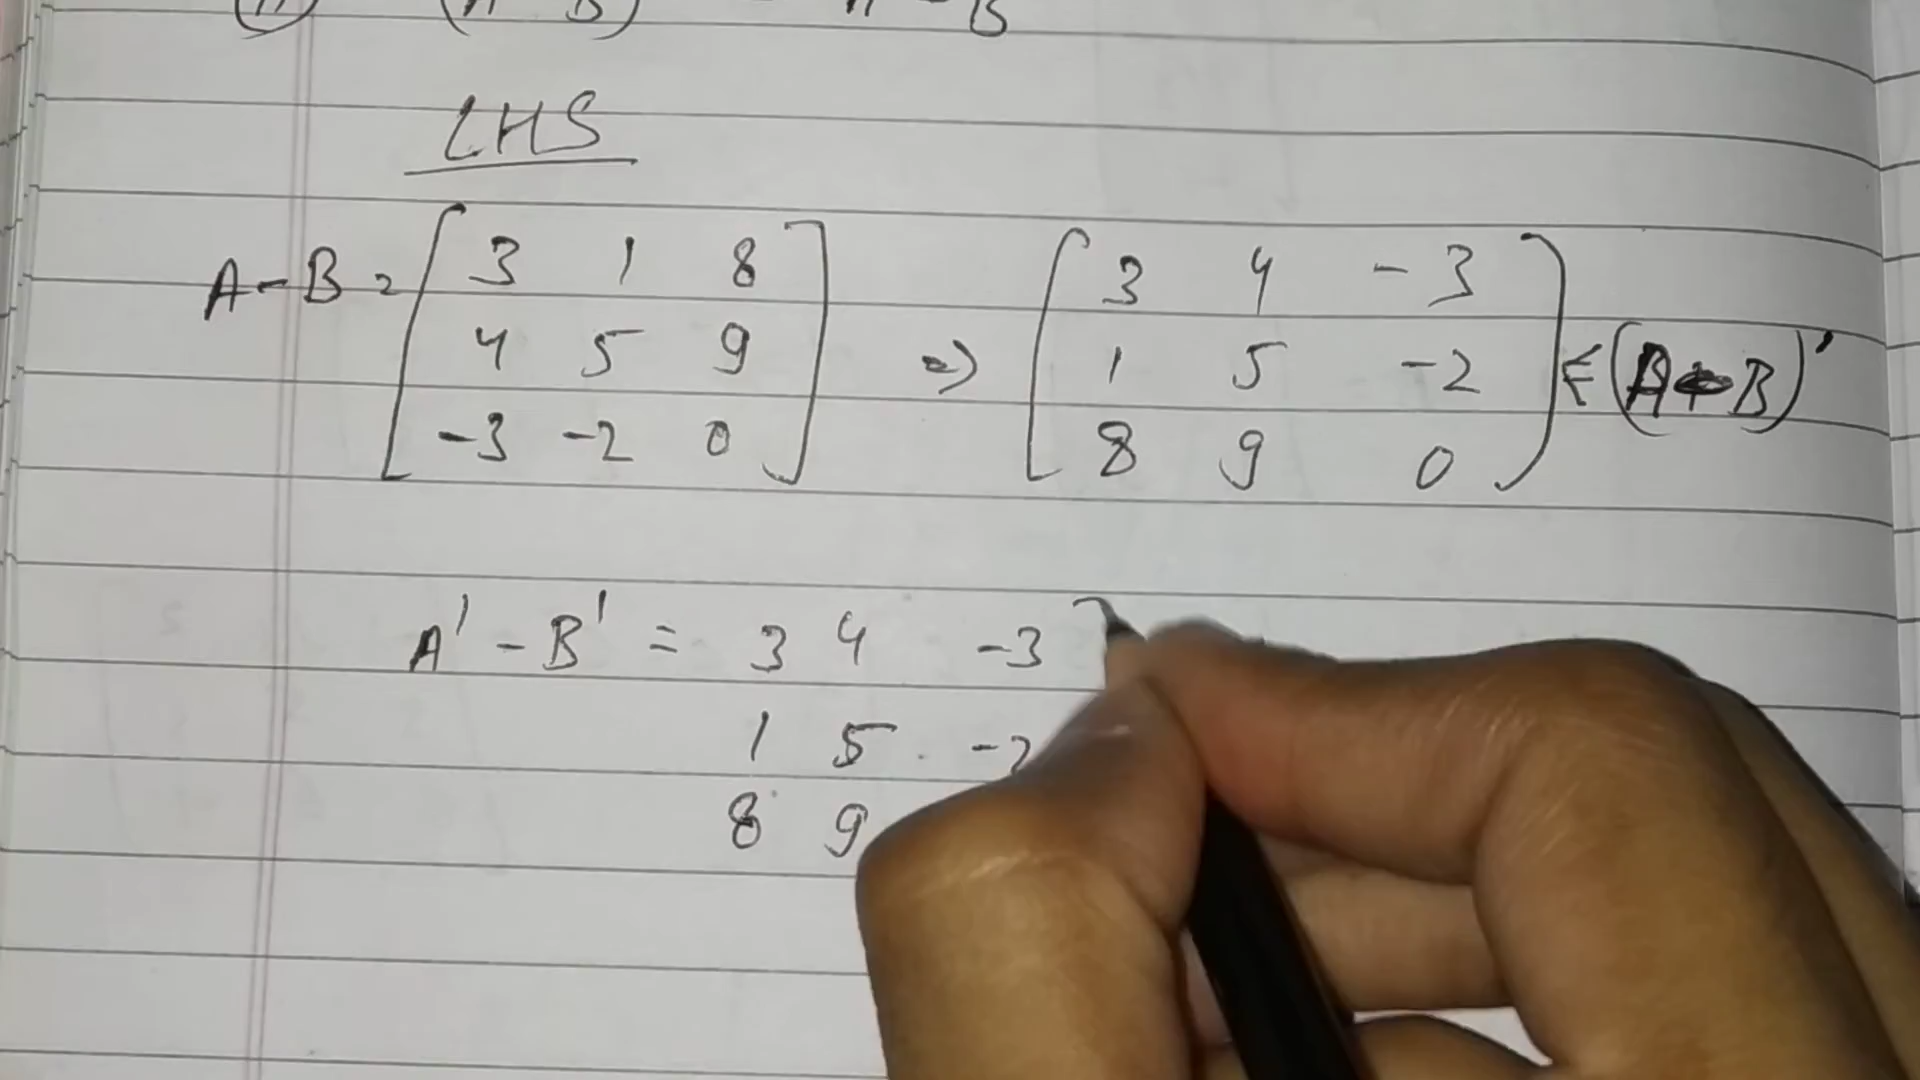 (A - B)' = A' - B'
LHS
A - B = [ 3 1 8 ⇒ [ 3 4 -3
4 5 9 1 5 -2 ] ⇐ (A - B)'
-3 -2 0 ] 8 9 0
A' - B' = 3 4 -3
1 5 -2
8 9